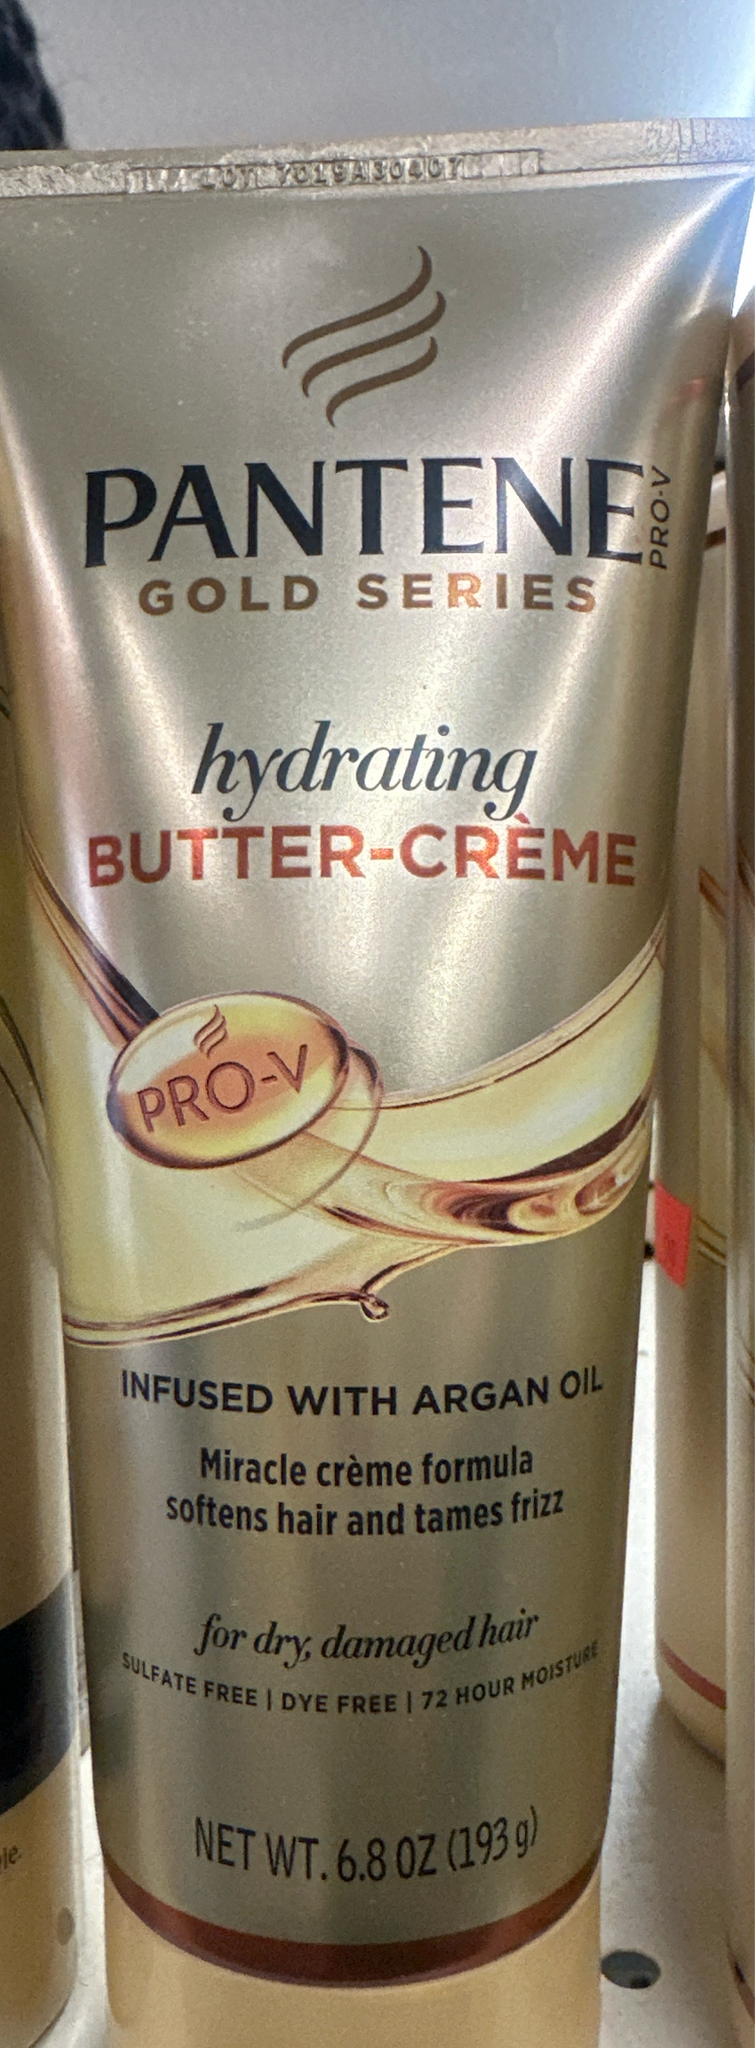 PANTENE PRO-V
GOLD SERIES
hydrating
BUTTER-CRÈME
PRO-V
INFUSED WITH ARGAN OIL
Miracle crème formula
softens hair and tames frizz
for dry, damaged hair
SULFATE FREE | DYE FREE | 72 HOUR MOISTURE
NET WT. 6.8 OZ (193 g)